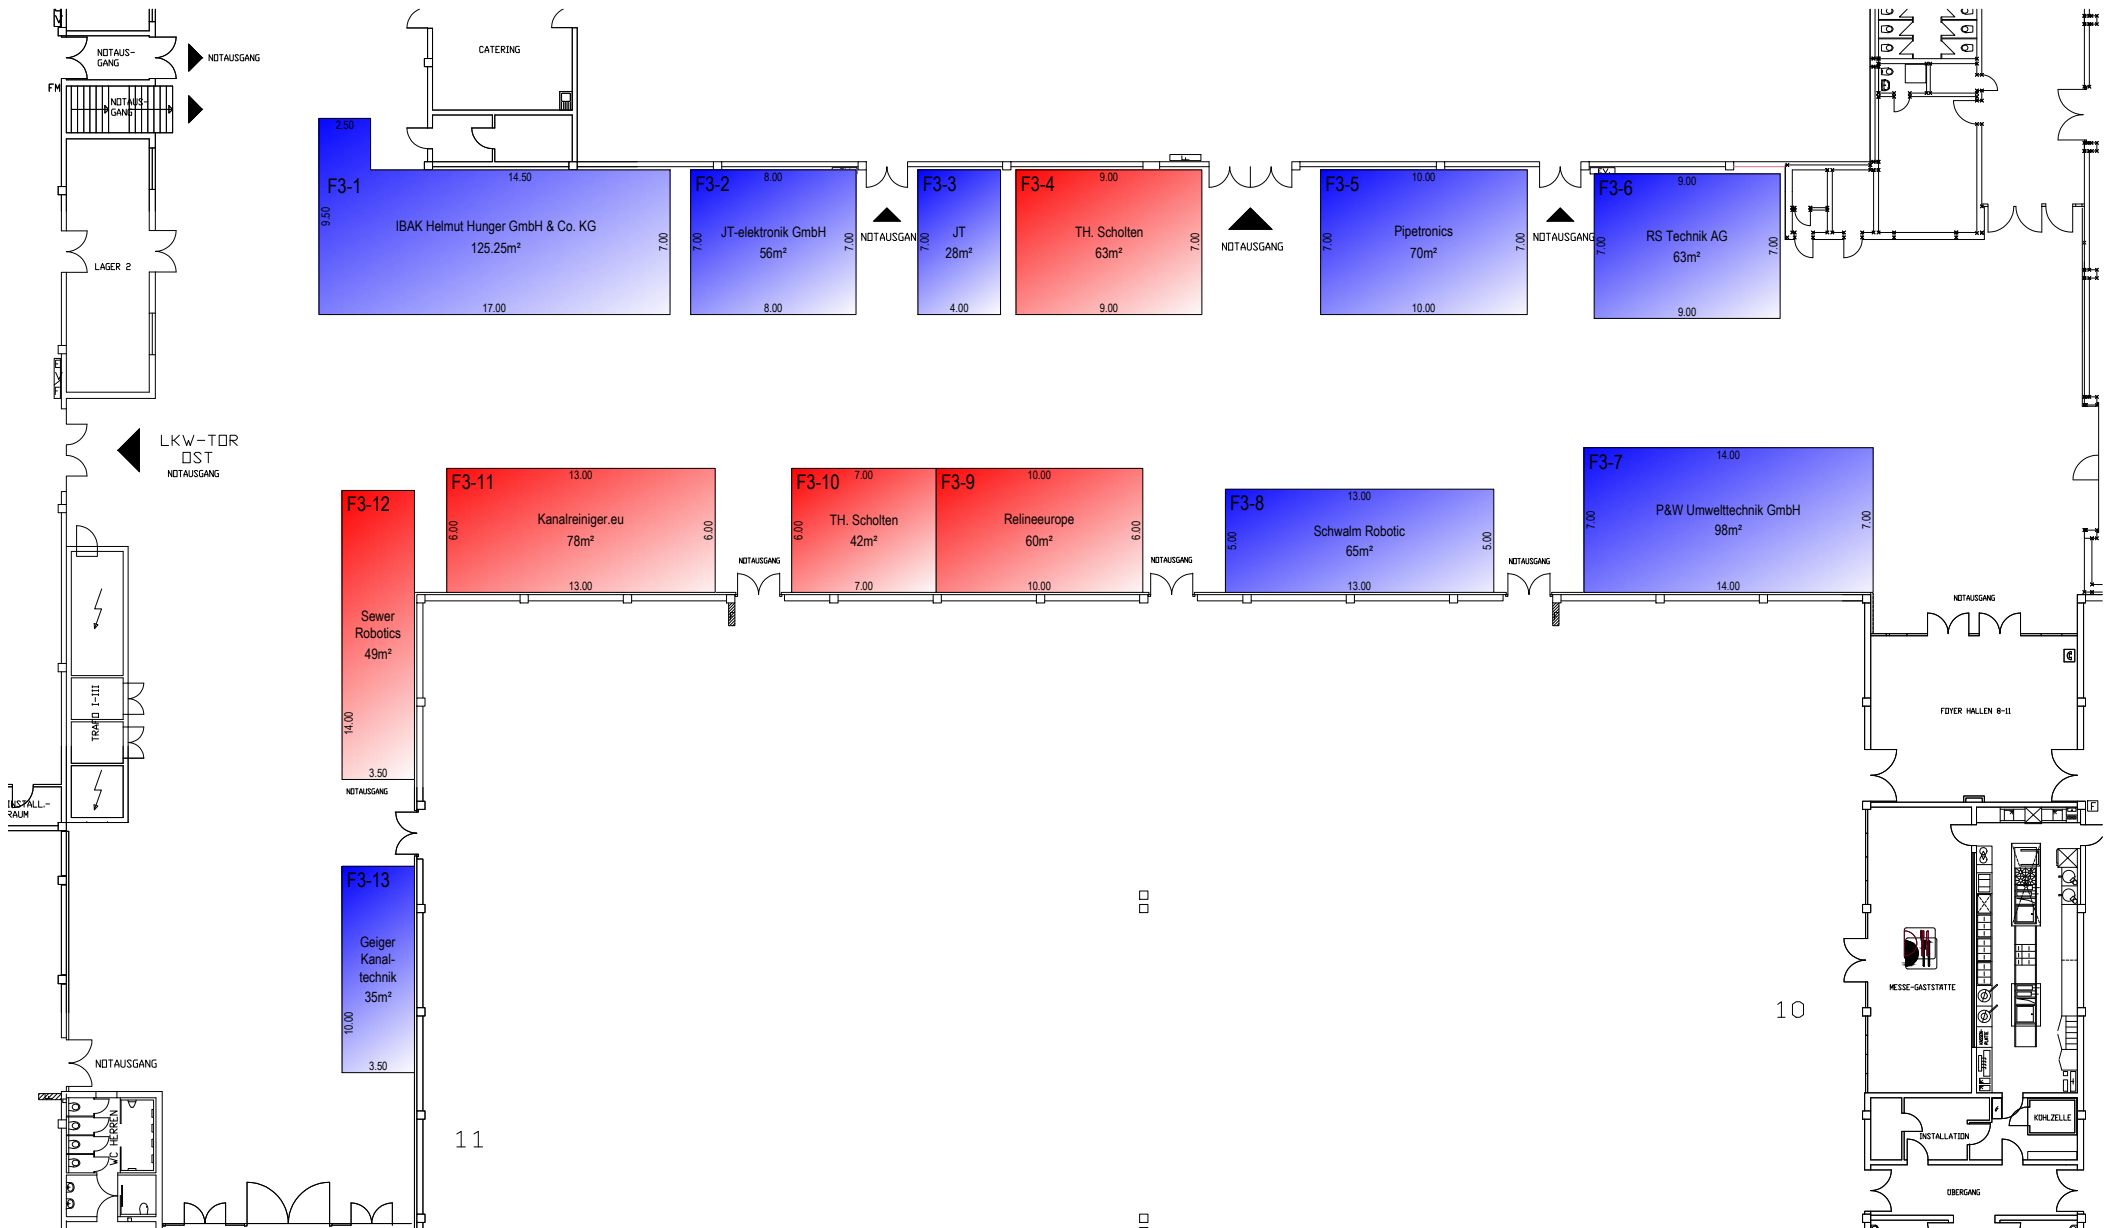 NOTAUS-
GANG
NOTAUSGANG
CATERING
FM
NOTAUS-
GANG
2.50
F3-1
14.50
9.50
IBAK Helmut Hunger GmbH & Co. KG
125.25m²
7.00
17.00
F3-2
8.00
7.00
JT-elektronik GmbH
56m²
7.00
8.00
NOTAUSGANG
F3-3
7.00
JT
28m²
4.00
F3-4
9.00
TH. Scholten
63m²
7.00
9.00
F
NOTAUSGANG
F3-5
10.00
7.00
Pipetronics
70m²
7.00
10.00
NOTAUSGANG
F3-6
9.00
7.00
RS Technik AG
63m²
7.00
9.00
LAGER 2
LKW-TOR
OST
NOTAUSGANG
F3-12
Sewer
Robotics
49m²
14.00
3.50
NOTAUSGANG
F3-11
13.00
6.00
Kanalreiniger.eu
78m²
6.00
13.00
NOTAUSGANG
F3-10
7.00
6.00
TH. Scholten
42m²
7.00
F3-9
10.00
Relineeurope
60m²
6.00
10.00
NOTAUSGANG
F3-8
13.00
5.00
Schwalm Robotic
65m²
5.00
13.00
NOTAUSGANG
F3-7
14.00
7.00
P&W Umwelttechnik GmbH
98m²
7.00
14.00
NOTAUSGANG
TRAFO I-III
FOYER HALLEN 8-11
INSTALL.-
RAUM
F
F3-13
Geiger
Kanal-
technik
35m²
10.00
3.50
NOTAUSGANG
MESSE-GASTSTÄTTE
10
WC HERREN
11
KÜHLZELLE
INSTALLATION
ÜBERGANG